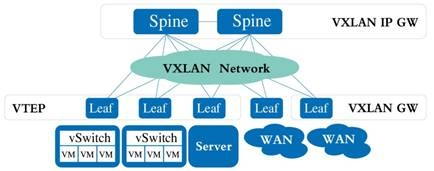 Spine Spine VXLAN IP GW
VXLAN Network
VTEP Leaf Leaf Leaf Leaf Leaf VXLAN GW
vSwitch vSwitch Server WAN WAN
VM VM VM VM VM VM